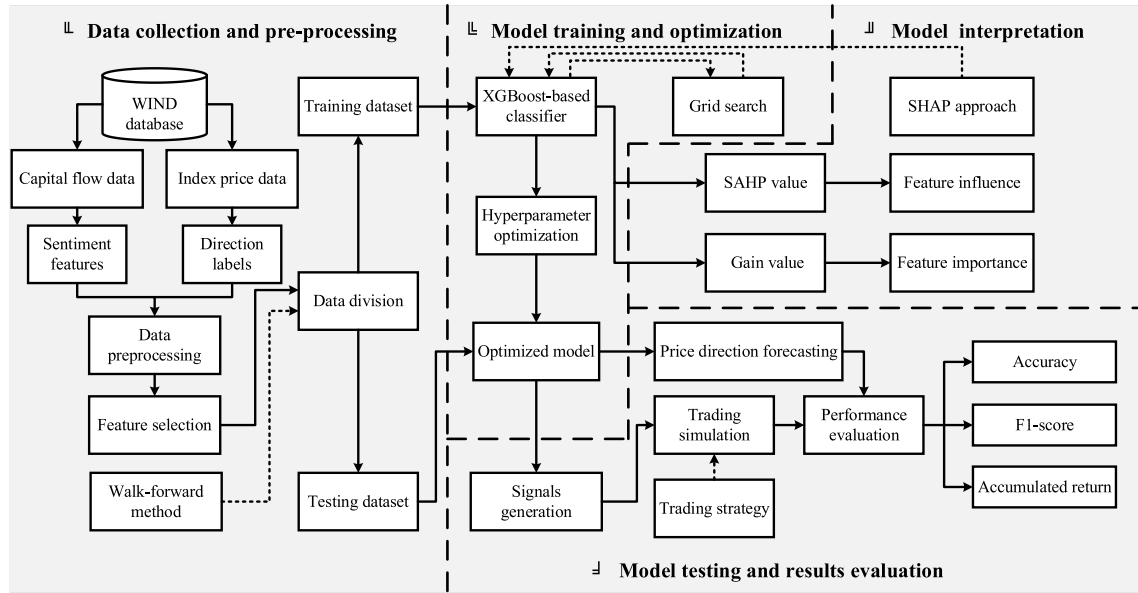 ╙ Data collection and pre-processing
╚ Model training and optimization
╜ Model interpretation
WIND
database
Training dataset
XGBoost-based
classifier
Grid search
SHAP approach
Capital flow data
Index price data
SAHP value
Feature influence
Sentiment
features
Direction
labels
Hyperparameter
optimization
Gain value
Feature importance
Data division
Data
preprocessing
Optimized model
Price direction forecasting
Accuracy
Feature selection
Trading
simulation
Performance
evaluation
F1-score
Walk-forward
method
Testing dataset
Signals
generation
Trading strategy
Accumulated return
╛ Model testing and results evaluation